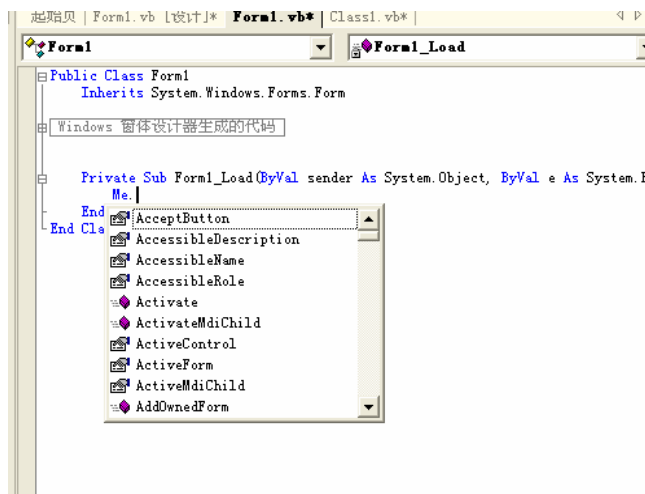 起始页 | Form1.vb [设计]* Form1.vb* | Class1.vb* |
Form1 Form1_Load
Public Class Form1
Inherits System.Windows.Forms.Form
Windows 窗体设计器生成的代码
Private Sub Form1_Load(ByVal sender As System.Object, ByVal e As System.
Me.
End
End Cla
AcceptButton
AccessibleDescription
AccessibleName
AccessibleRole
Activate
ActivateMdiChild
ActiveControl
ActiveForm
ActiveMdiChild
AddOwnedForm